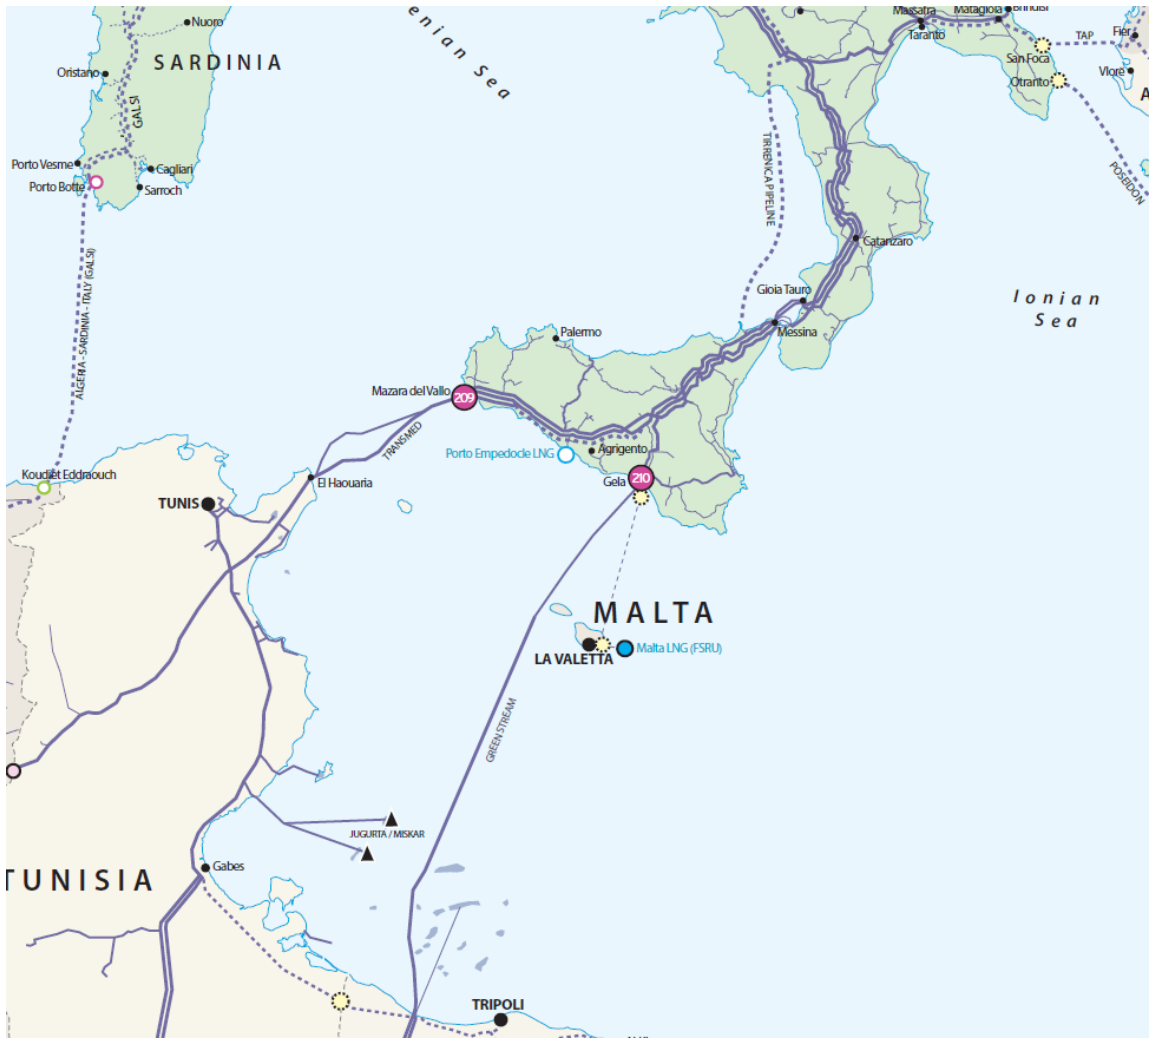 Nuoro
SARDINIA
Oristano
GALSI
Porto Vesme
Cagliari
Porto Botte
Sarroch
ALGERIA - SARDINIA - ITALY (GALSI)
enian Sea
Massafra
Matagiola
Brindisi
Taranto
TAP
Fier
San Foca
Vlorë
Otranto
A
POSEIDON
TIRRENICA PIPELINE
Catanzaro
Ionian
Sea
Gioia Tauro
Messina
Palermo
Mazara del Vallo
209
TRANSMED
Porto Empedocle LNG
Agrigento
Gela
210
Koudiet Eddraouch
El Haouaria
TUNIS
MALTA
LA VALETTA
Malta LNG (FSRU)
GREEN STREAM
JUGURTA / MISKAR
Gabes
TUNISIA
TRIPOLI